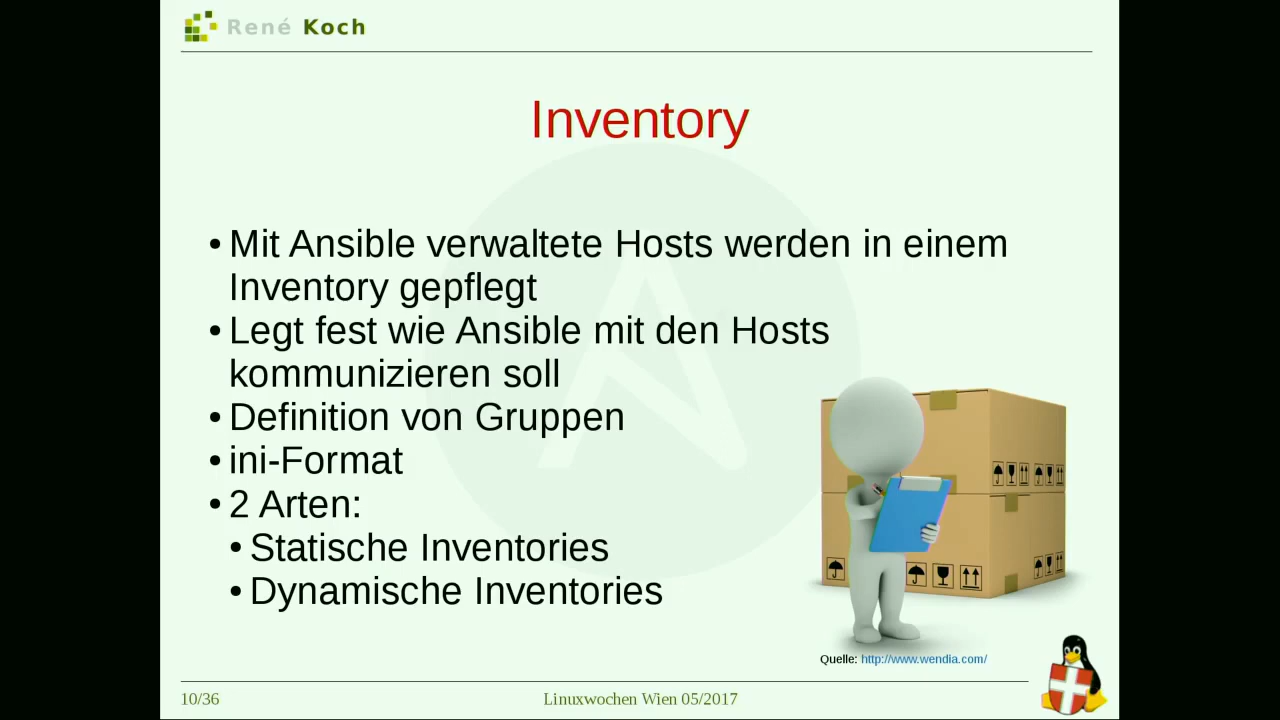 René Koch
Inventory
• Mit Ansible verwaltete Hosts werden in einem
Inventory gepflegt
• Legt fest wie Ansible mit den Hosts
kommunizieren soll
• Definition von Gruppen
• ini-Format
• 2 Arten:
• Statische Inventories
• Dynamische Inventories
Quelle: http://www.wendia.com/
10/36
Linuxwochen Wien 05/2017